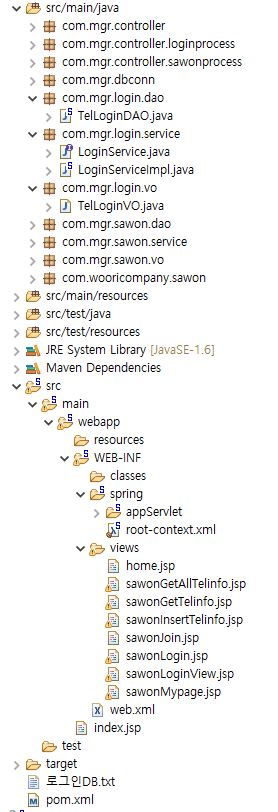 src/main/java
com.mgr.controller
com.mgr.controller.loginprocess
com.mgr.controller.sawonprocess
com.mgr.dbconn
com.mgr.login.dao
TelLoginDAO.java
com.mgr.login.service
LoginService.java
LoginServiceImpl.java
com.mgr.login.vo
TelLoginVO.java
com.mgr.sawon.dao
com.mgr.sawon.service
com.mgr.sawon.vo
com.wooricompany.sawon
src/main/resources
src/test/java
src/test/resources
JRE System Library [JavaSE-1.6]
Maven Dependencies
src
main
webapp
resources
WEB-INF
classes
spring
appServlet
root-context.xml
views
home.jsp
sawonGetAllTelinfo.jsp
sawonGetTelinfo.jsp
sawonInsertTelinfo.jsp
sawonJoin.jsp
sawonLogin.jsp
sawonLoginView.jsp
sawonMypage.jsp
web.xml
index.jsp
test
target
로그인DB.txt
pom.xml